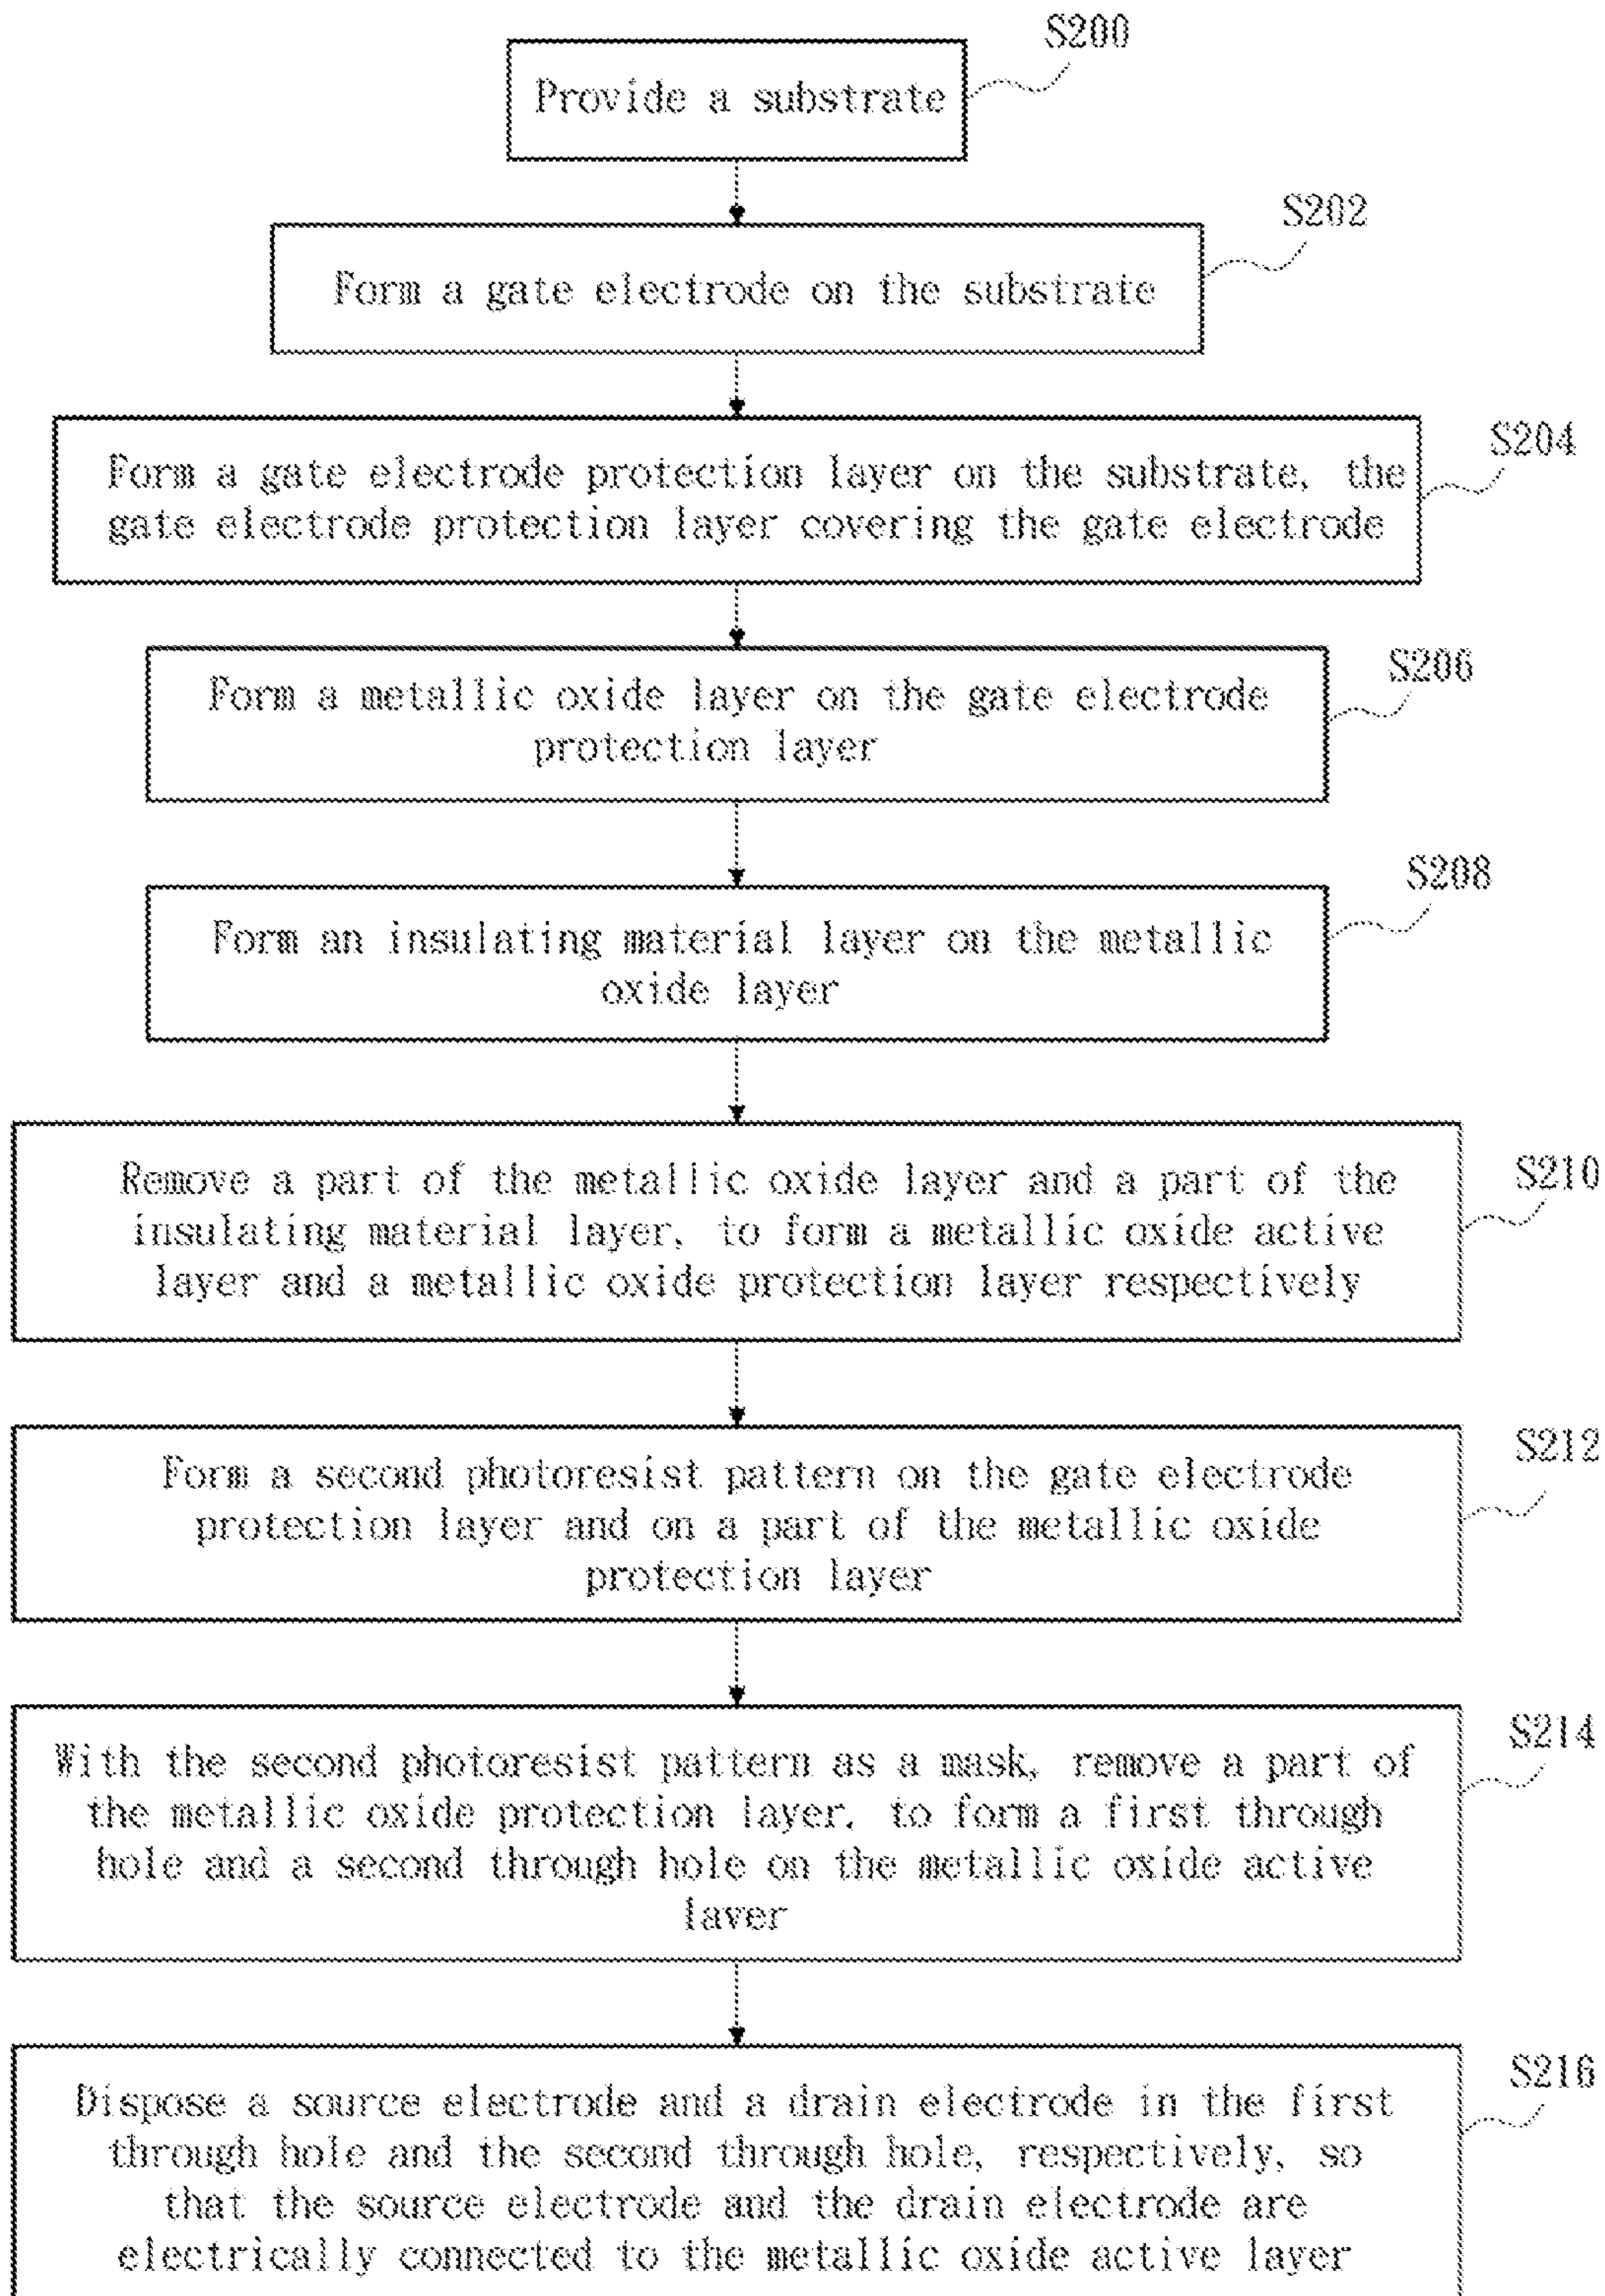 S200
Provide a substrate
S202
Form a gate electrode on the substrate
S204
Form a gate electrode protection layer on the substrate, the
gate electrode protection layer covering the gate electrode
S206
Form a metallic oxide layer on the gate electrode
protection layer
S208
Form an insulating material layer on the metallic
oxide layer
S210
Remove a part of the metallic oxide layer and a part of the
insulating material layer, to form a metallic oxide active
layer and a metallic oxide protection layer respectively
S212
Form a second photoresist pattern on the gate electrode
protection layer and on a part of the metallic oxide
protection layer
S214
With the second photoresist pattern as a mask, remove a part of
the metallic oxide protection layer, to form a first through
hole and a second through hole on the metallic oxide active
layer
S216
Dispose a source electrode and a drain electrode in the first
through hole and the second through hole, respectively, so
that the source electrode and the drain electrode are
electrically connected to the metallic oxide active layer